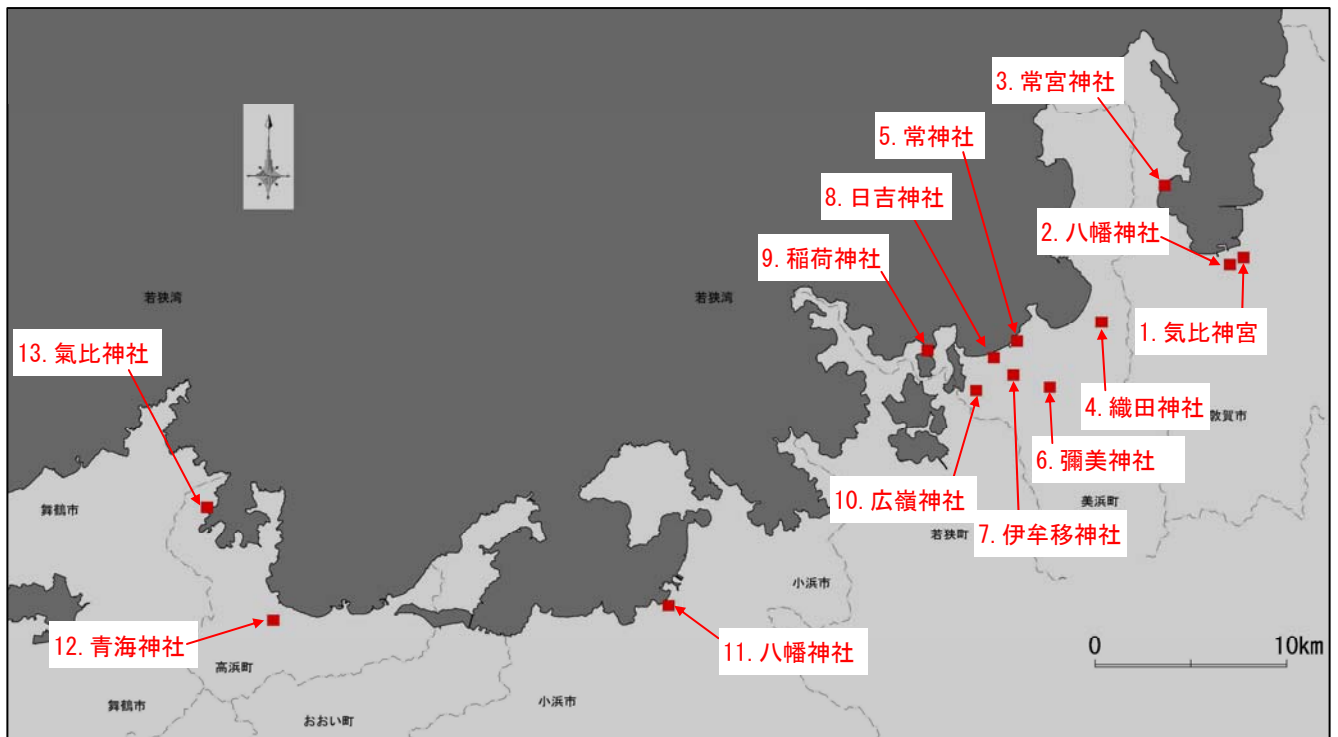 3. 常宮神社
5. 常神社
8. 日吉神社
2. 八幡神社
9. 稲荷神社
若狭湾
若狭湾
1. 気比神宮
13. 氣比神社
4. 織田神社
敦賀市
6. 彌美神社
10. 広嶺神社
美浜町
舞鶴市
若狭町
7. 伊牟移神社
小浜市
12. 青海神社
11. 八幡神社
0 10km
高浜町
舞鶴市
小浜市
おおい町